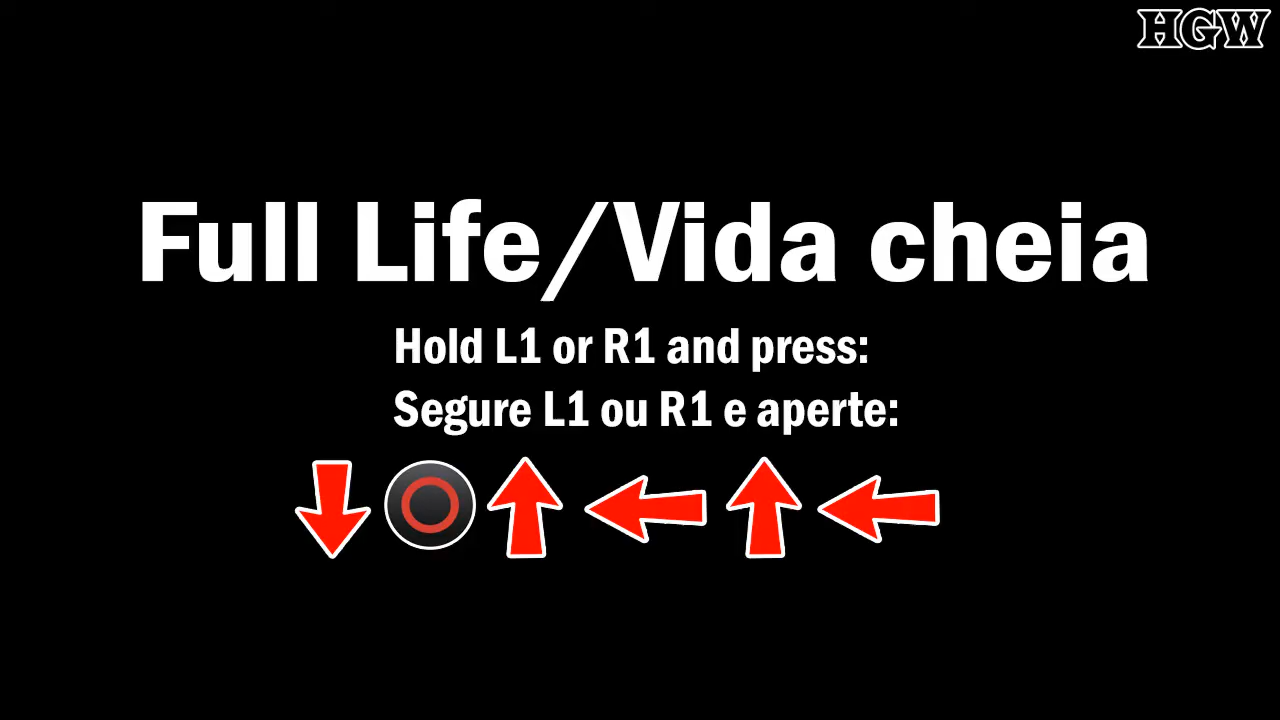 HGW
Full Life/Vida cheia
Hold L1 or R1 and press:
Segure L1 ou R1 e aperte: